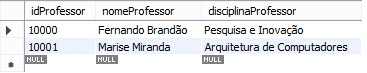 idProfessor nomeProfessor disciplinaProfessor
10000 Fernando Brandão Pesquisa e Inovação
10001 Marise Miranda Arquitetura de Computadores
NULL NULL NULL